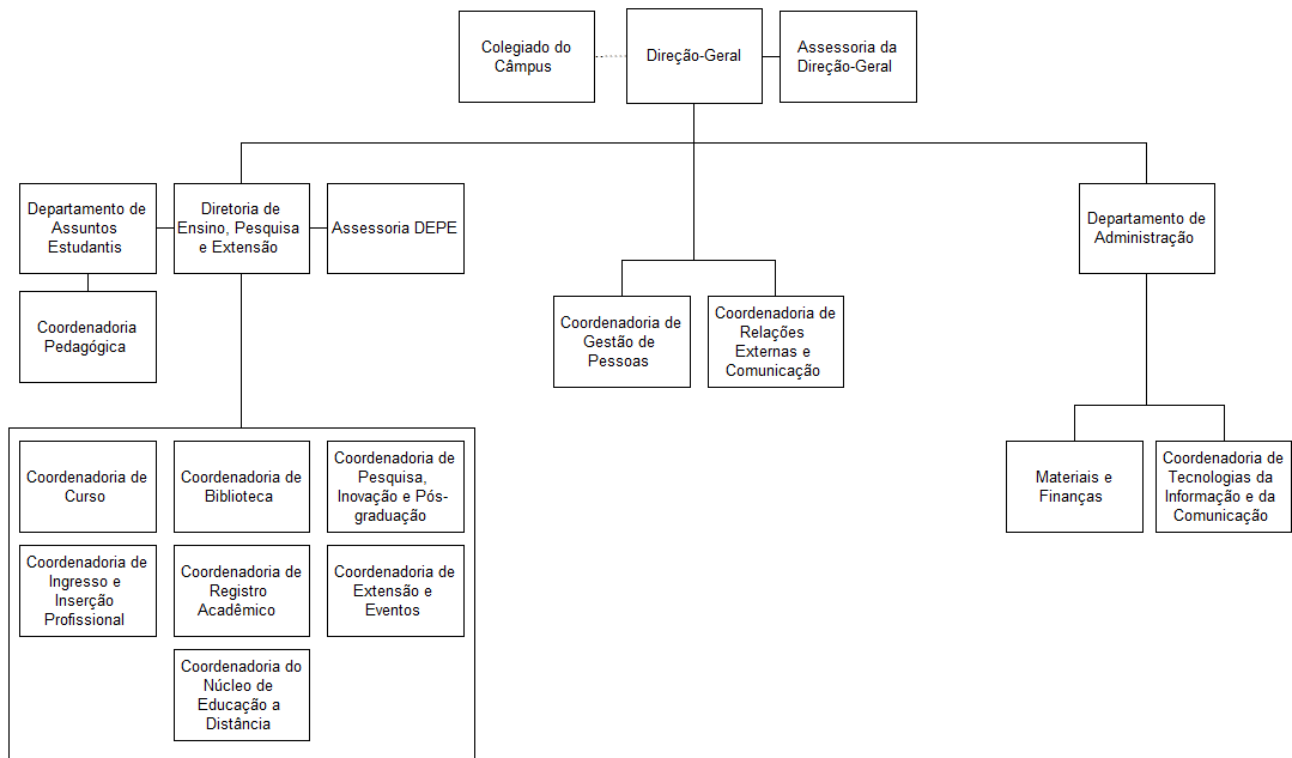 Colegiado do
Câmpus
Direção-Geral
Assessoria da
Direção-Geral
Departamento de
Assuntos
Estudantis
Diretoria de
Ensino, Pesquisa
e Extensão
Assessoria DEPE
Departamento de
Administração
Coordenadoria
Pedagógica
Coordenadoria de
Gestão de
Pessoas
Coordenadoria de
Relações
Externas e
Comunicação
Coordenadoria de
Curso
Coordenadoria de
Biblioteca
Coordenadoria de
Pesquisa,
Inovação e Pós-
graduação
Materiais e
Finanças
Coordenadoria de
Tecnologias da
Informação e da
Comunicação
Coordenadoria de
Ingresso e
Inserção
Profissional
Coordenadoria de
Registro
Acadêmico
Coordenadoria de
Extensão e
Eventos
Coordenadoria do
Núcleo de
Educação a
Distância